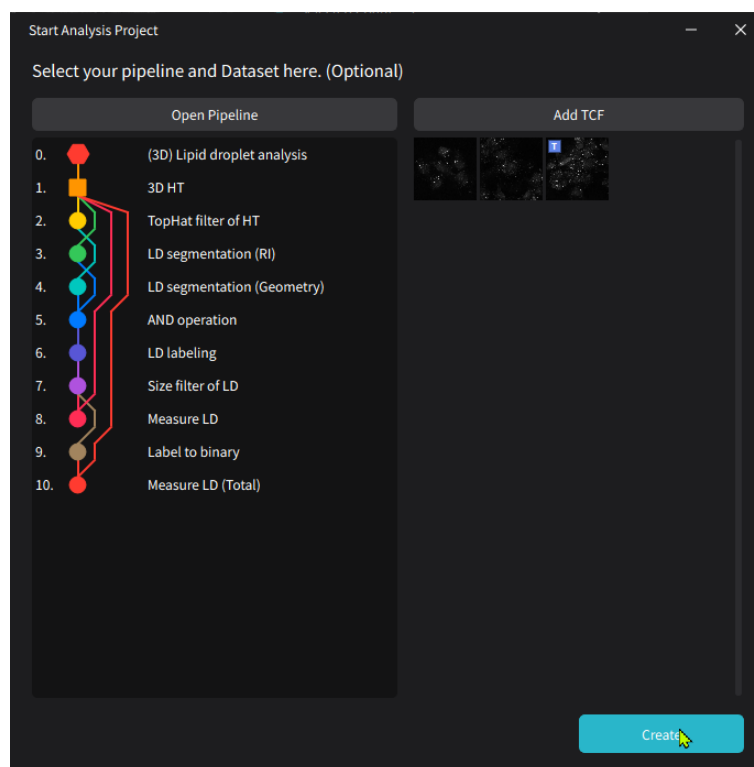 Start Analysis Project
Select your pipeline and Dataset here. (Optional)
Open Pipeline
Add TCF
0. (3D) Lipid droplet analysis
1. 3D HT
2. TopHat filter of HT
3. LD segmentation (RI)
4. LD segmentation (Geometry)
5. AND operation
6. LD labeling
7. Size filter of LD
8. Measure LD
9. Label to binary
10. Measure LD (Total)
T
Create